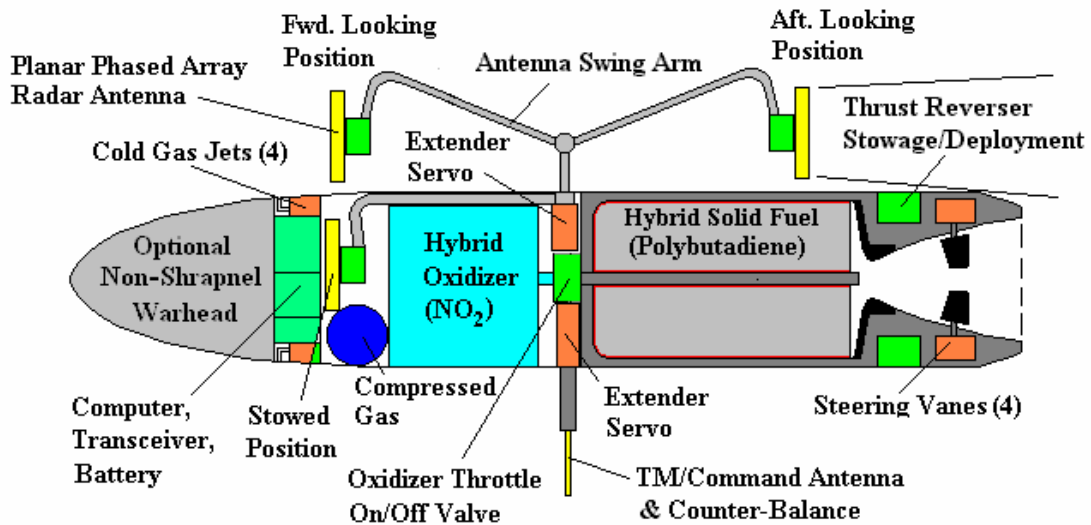 Fwd. Looking
Position
Aft. Looking
Position
Planar Phased Array
Radar Antenna
Antenna Swing Arm
Thrust Reverser
Stowage/Deployment
Cold Gas Jets (4)
Extender
Servo
Optional
Non-Shrapnel
Warhead
Hybrid
Oxidizer
(NO₂)
Hybrid Solid Fuel
(Polybutadiene)
Computer,
Transceiver,
Battery
Stowed
Position
Compressed
Gas
Oxidizer Throttle
On/Off Valve
Extender
Servo
Steering Vanes (4)
TM/Command Antenna
& Counter-Balance